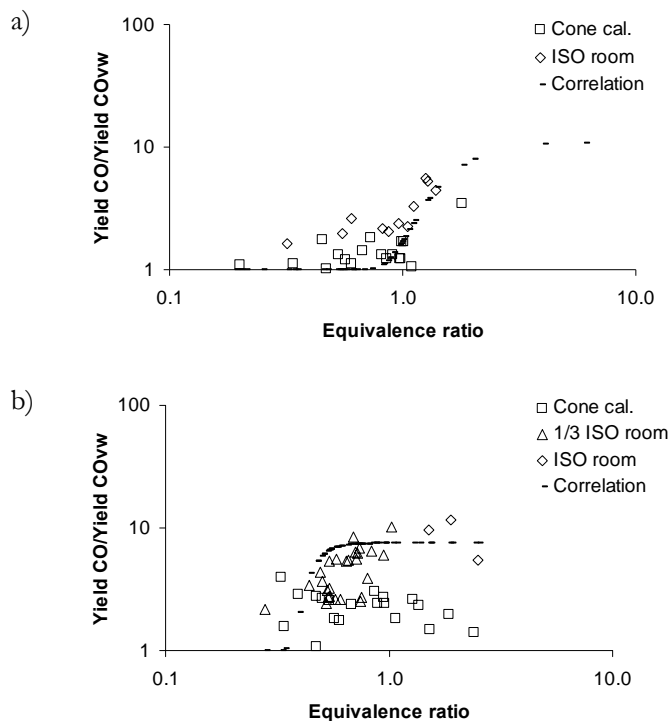 a)
100
10
1
0.1
1.0
10.0
Yield CO/Yield COvw
Equivalence ratio
Cone cal.
ISO room
Correlation
b)
100
10
1
0.1
1.0
10.0
Yield CO/Yield COvw
Equivalence ratio
Cone cal.
1/3 ISO room
ISO room
Correlation